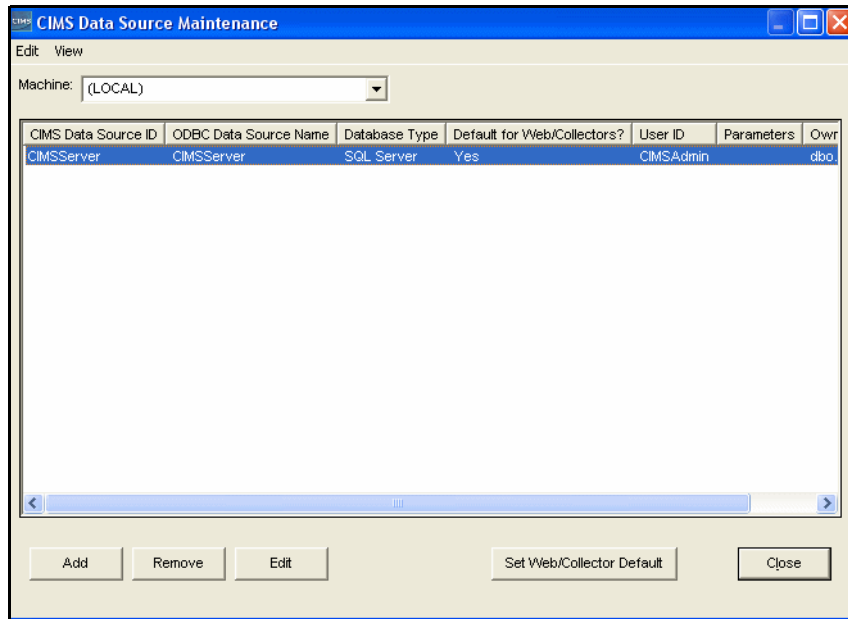 CIMS CIMS Data Source Maintenance
Edit View
Machine: (LOCAL)
CIMS Data Source ID ODBC Data Source Name Database Type Default for Web/Collectors? User ID Parameters Owr
CIMSServer CIMSServer SQL Server Yes CIMSAdmin dbo.
Add Remove Edit Set Web/Collector Default Close